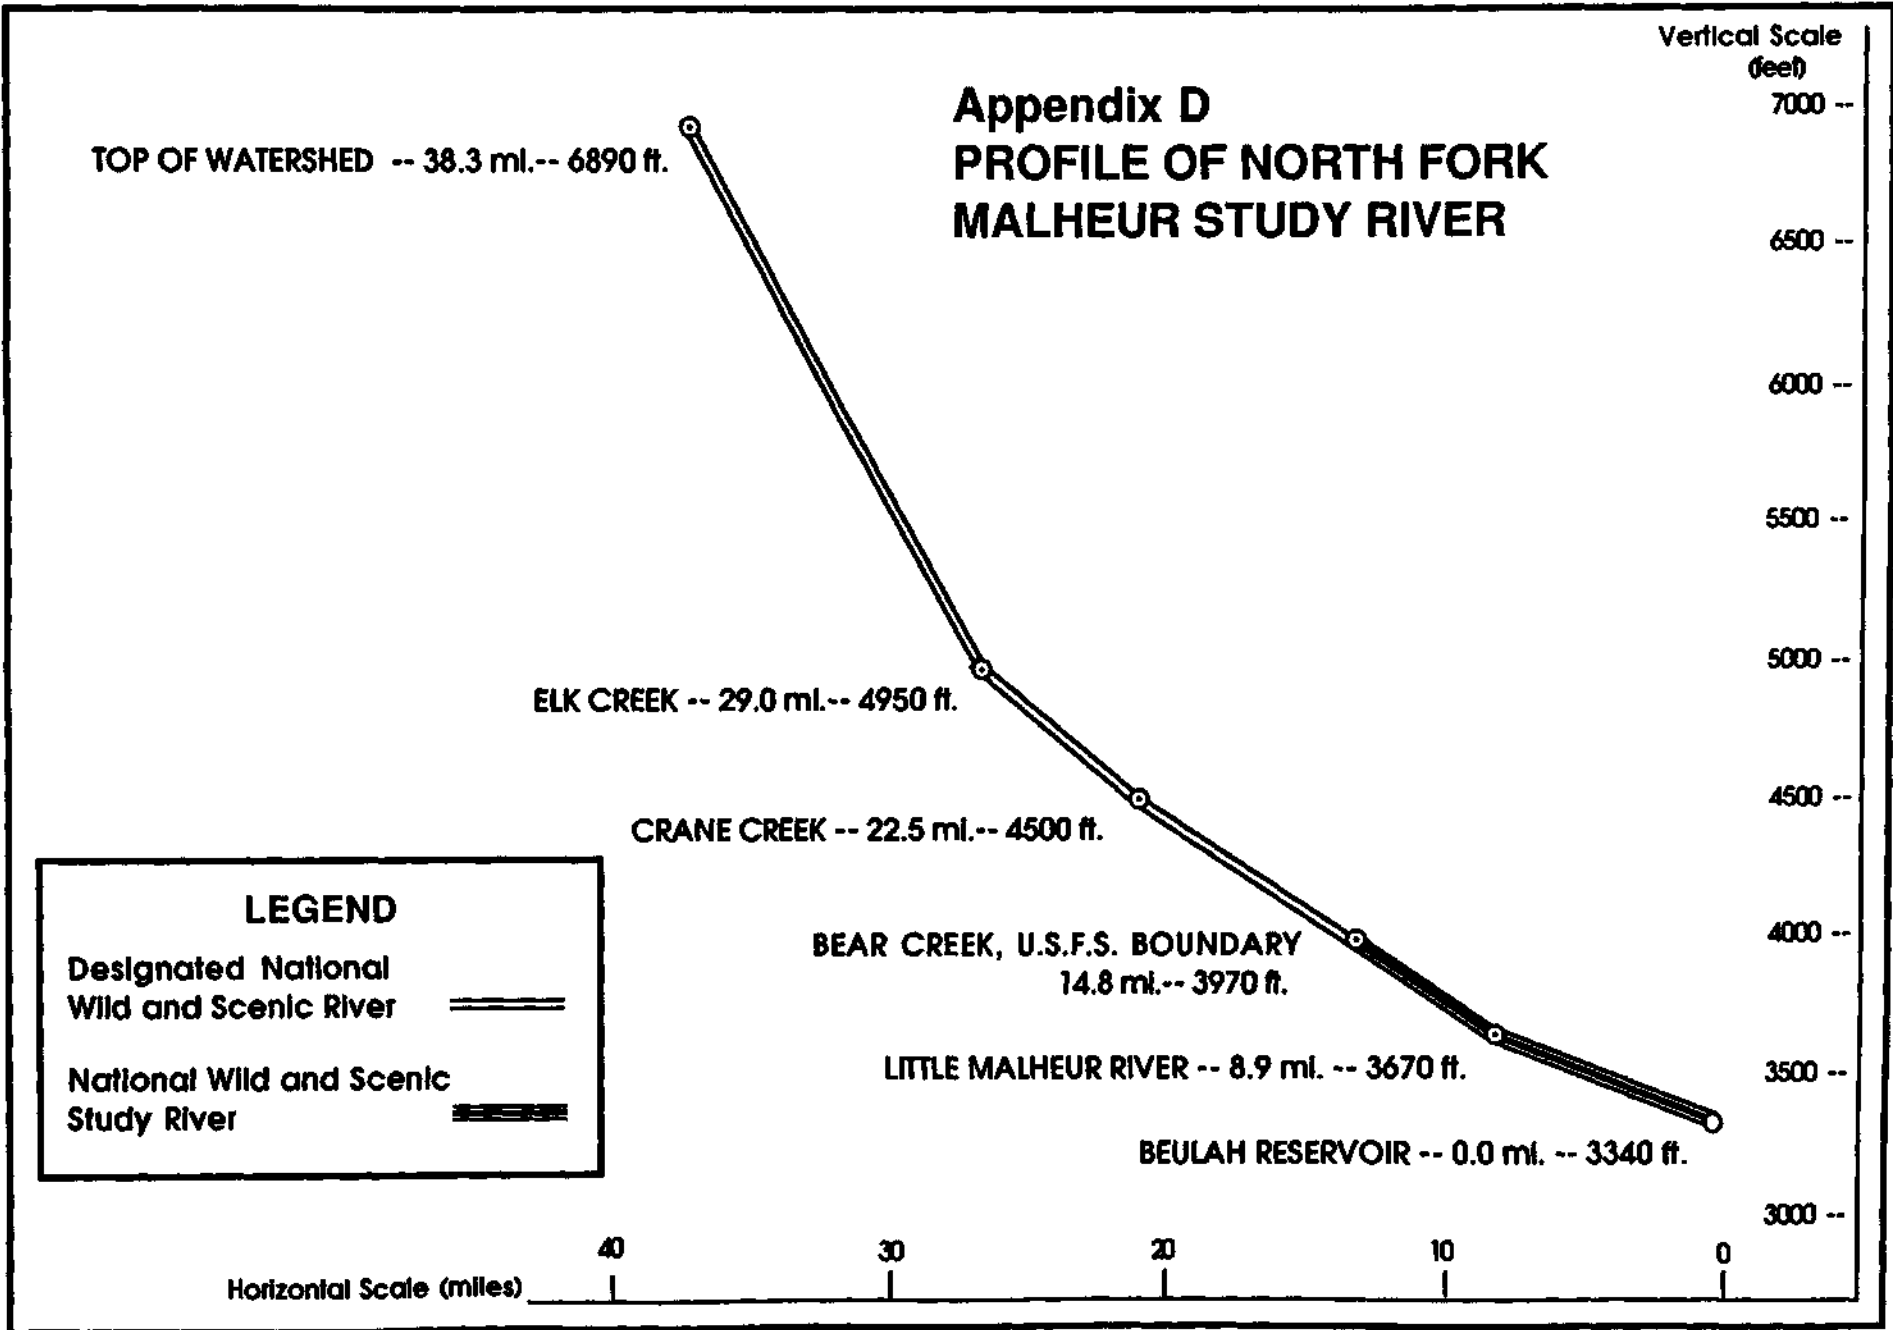 Vertical Scale
(feet)
Appendix D
PROFILE OF NORTH FORK
MALHEUR STUDY RIVER
7000 --
6500 --
6000 --
5500 --
5000 --
4500 --
4000 --
3500 --
3000 --
TOP OF WATERSHED -- 38.3 mi.-- 6890 ft.
ELK CREEK -- 29.0 mi.-- 4950 ft.
CRANE CREEK -- 22.5 mi.-- 4500 ft.
BEAR CREEK, U.S.F.S. BOUNDARY
14.8 mi.-- 3970 ft.
LITTLE MALHEUR RIVER -- 8.9 mi. -- 3670 ft.
BEULAH RESERVOIR -- 0.0 mi. -- 3340 ft.
LEGEND
Designated National
Wild and Scenic River
National Wild and Scenic
Study River
40 30 20 10 0
Horizontal Scale (miles)